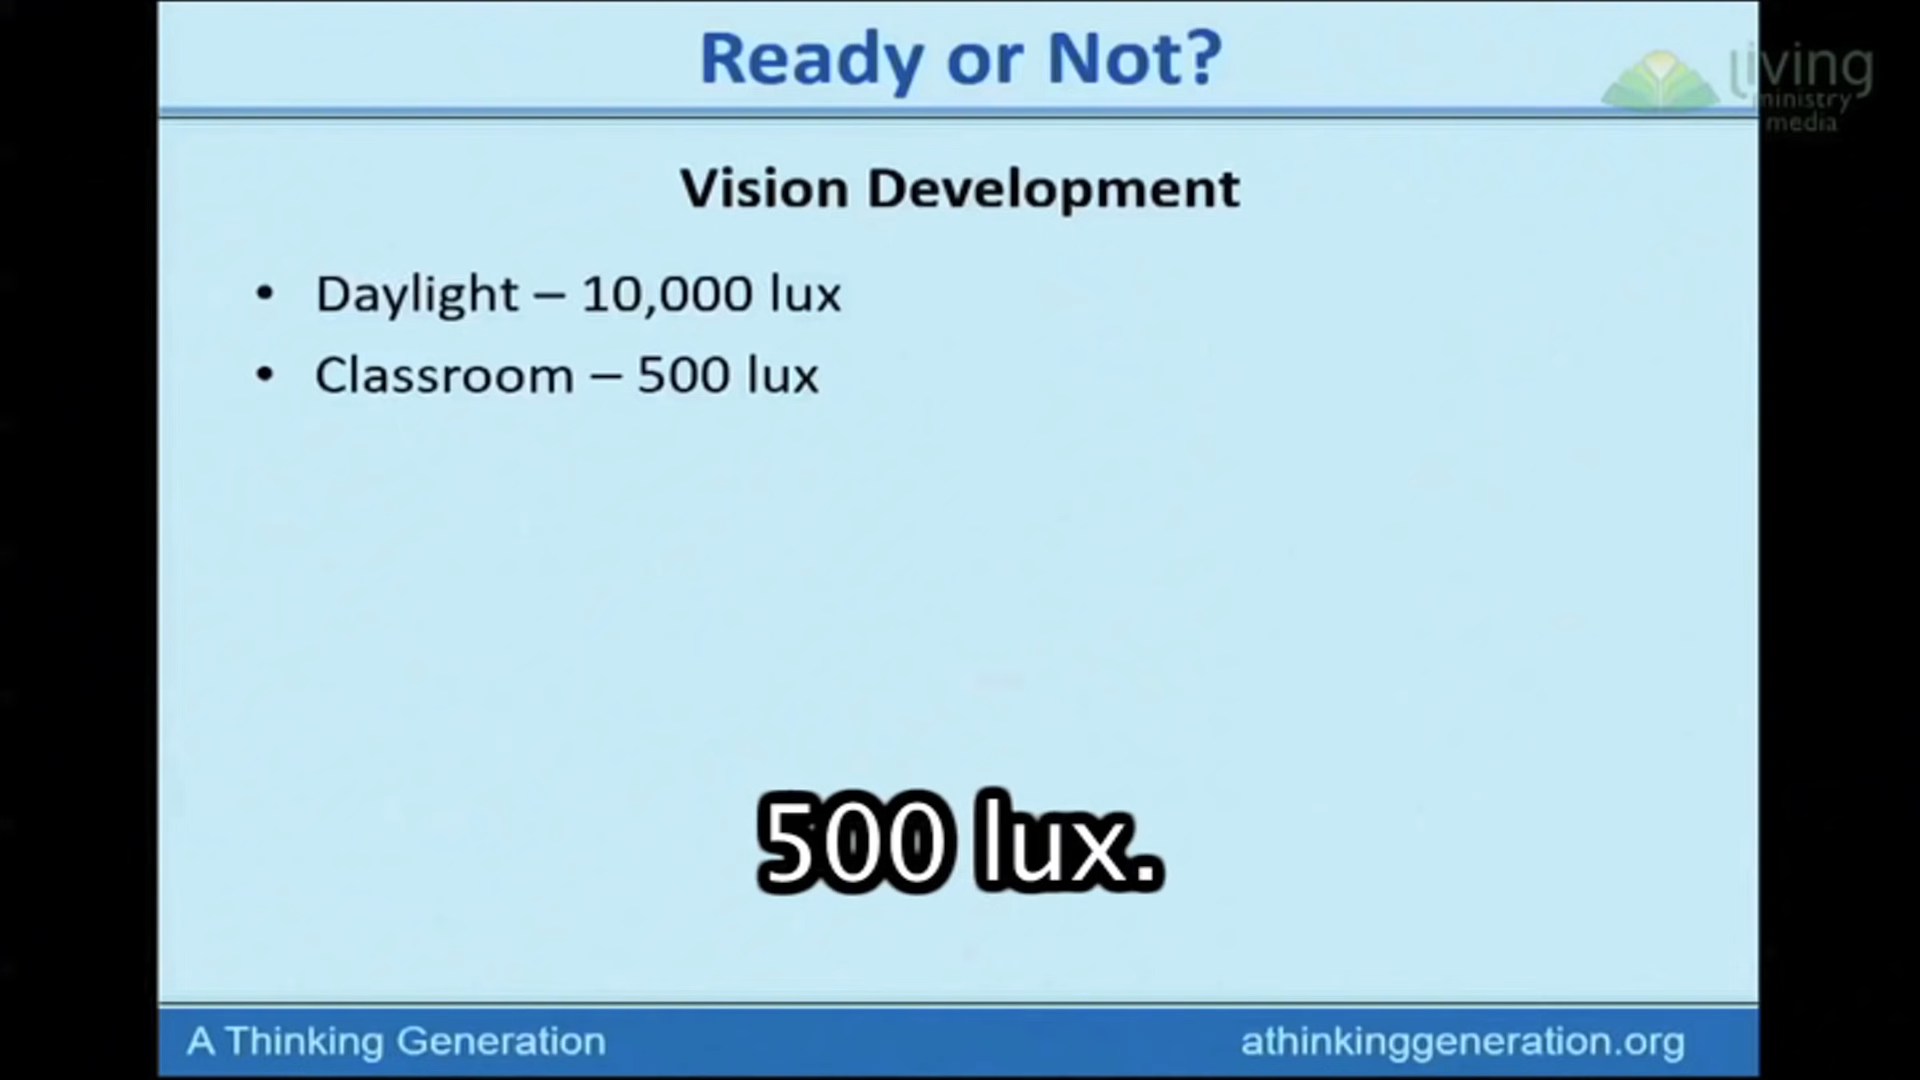 Ready or Not?
living
ministry
media
Vision Development
• Daylight – 10,000 lux
• Classroom – 500 lux
500 lux.
A Thinking Generation
athinkinggeneration.org